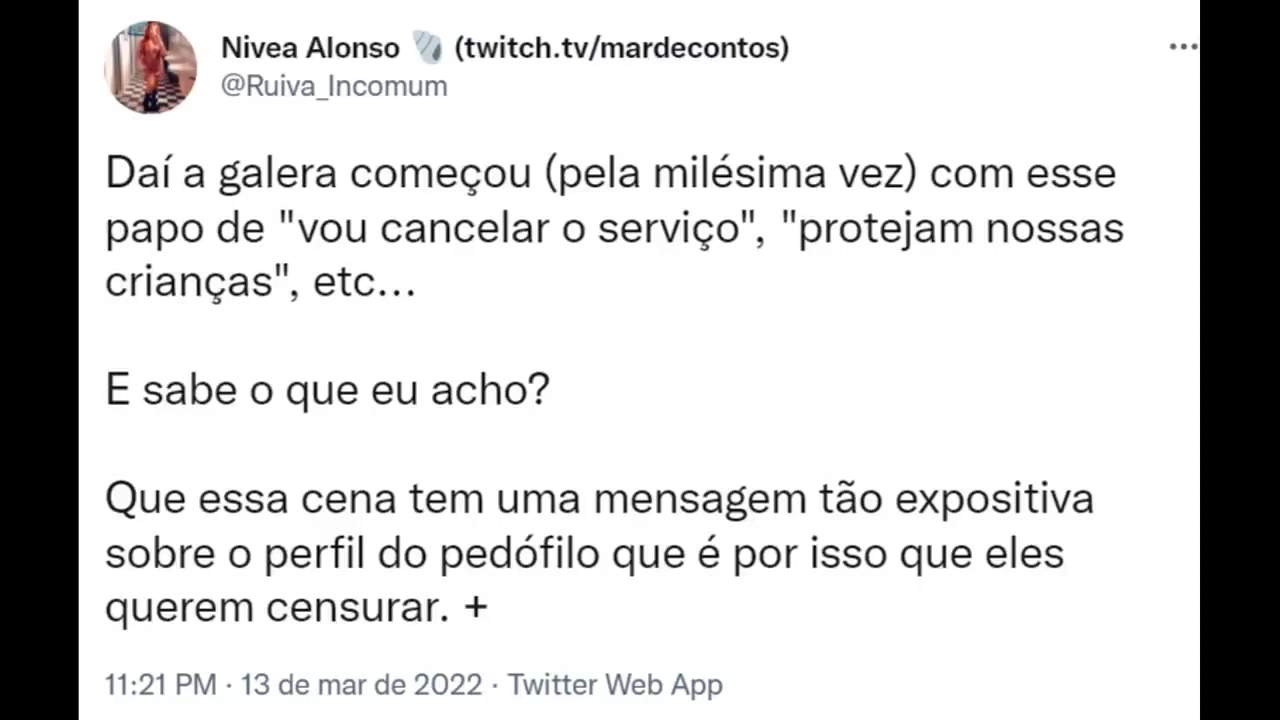 Nivea Alonso 🦪 (twitch.tv/mardecontos)
@Ruiva_Incomum
Daí a galera começou (pela milésima vez) com esse
papo de "vou cancelar o serviço", "protejam nossas
crianças", etc...
E sabe o que eu acho?
Que essa cena tem uma mensagem tão expositiva
sobre o perfil do pedófilo que é por isso que eles
querem censurar. +
11:21 PM · 13 de mar de 2022 · Twitter Web App